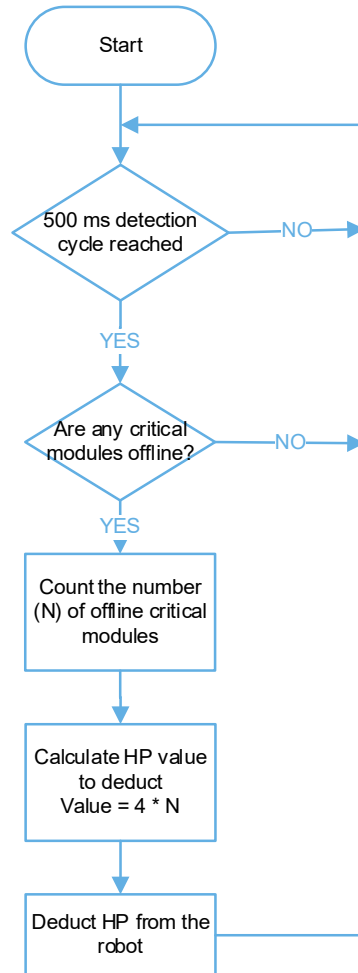 Start
500 ms detection
cycle reached
NO
YES
Are any critical
modules offline?
NO
YES
Count the number
(N) of offline critical
modules
Calculate HP value
to deduct
Value = 4 * N
Deduct HP from the
robot